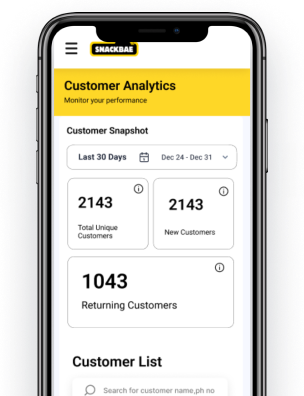 SNACKBAE
Customer Analytics
Monitor your performance
Customer Snapshot
Last 30 Days Dec 24 - Dec 31
2143
Total Unique
Customers
2143
New Customers
1043
Returning Customers
Customer List
Search for customer name,ph no